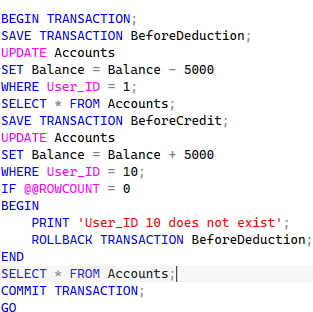 BEGIN TRANSACTION;
SAVE TRANSACTION BeforeDeduction;
UPDATE Accounts
SET Balance = Balance - 5000
WHERE User_ID = 1;
SELECT * FROM Accounts;
SAVE TRANSACTION BeforeCredit;
UPDATE Accounts
SET Balance = Balance + 5000
WHERE User_ID = 10;
IF @@ROWCOUNT = 0
BEGIN
    PRINT 'User_ID 10 does not exist';
    ROLLBACK TRANSACTION BeforeDeduction;
END
SELECT * FROM Accounts;
COMMIT TRANSACTION;
GO